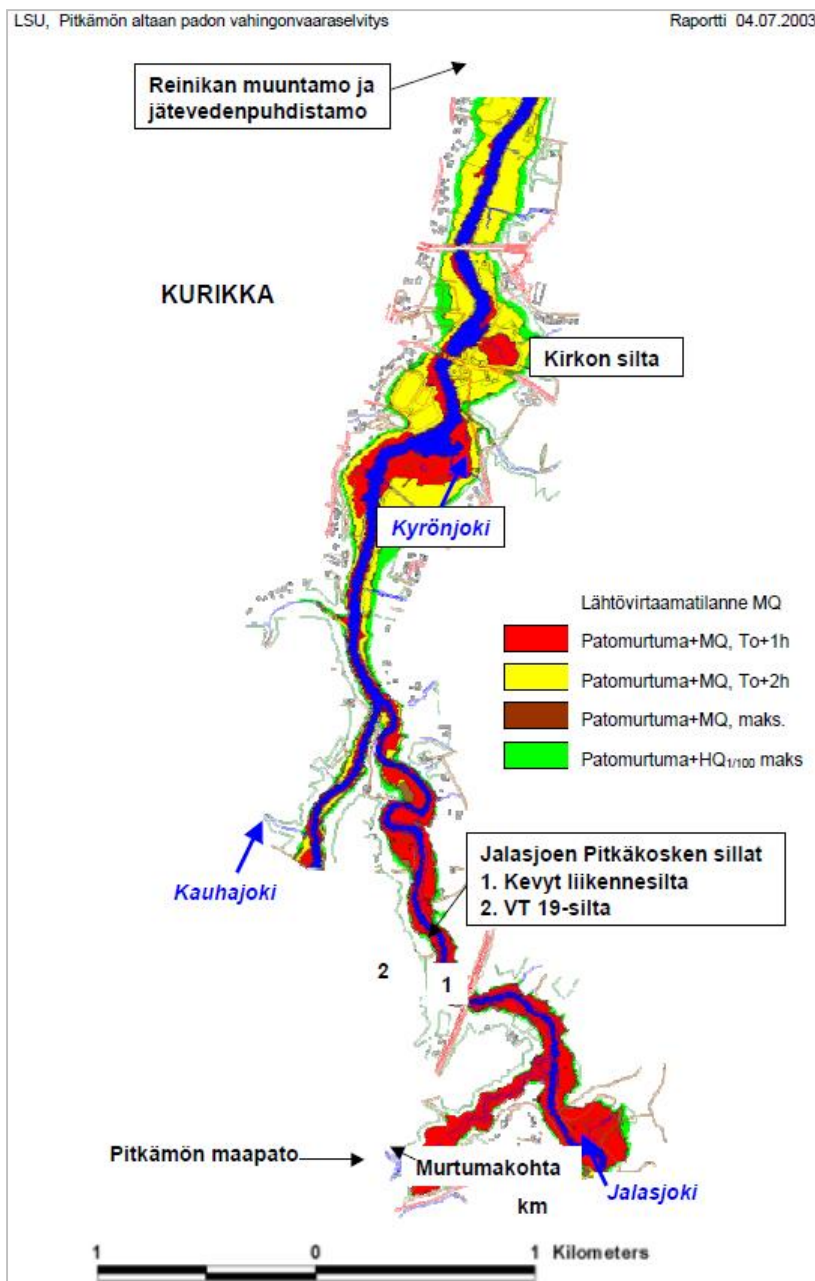 LSU, Pitkämön altaan padon vahingonvaaraselvitys Raportti 04.07.2003
Reinikan muuntamo ja
jätevedenpuhdistamo
KURIKKA
Kirkon silta
Kyrönjoki
Lähtövirtaamatilanne MQ
Patomurtuma+MQ, To+1h
Patomurtuma+MQ, To+2h
Patomurtuma+MQ, maks.
Patomurtuma+HQ1/100 maks
Kauhajoki
Jalasjoen Pitkäkosken sillat
1. Kevyt liikennesilta
2. VT 19-silta
2
1
Pitkämön maapato
Murtumakohta
Jalasjoki
km
1 0 1 Kilometers